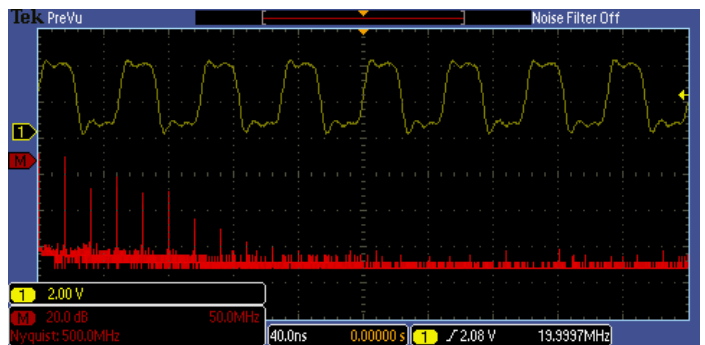 Tek PreVu Noise Filter Off
1
M
1 2.00 V
M 20.0 dB 50.0MHz
Nyquist: 500.0MHz
40.0ns 0.00000 s 1 2.08 V 19.9997MHz